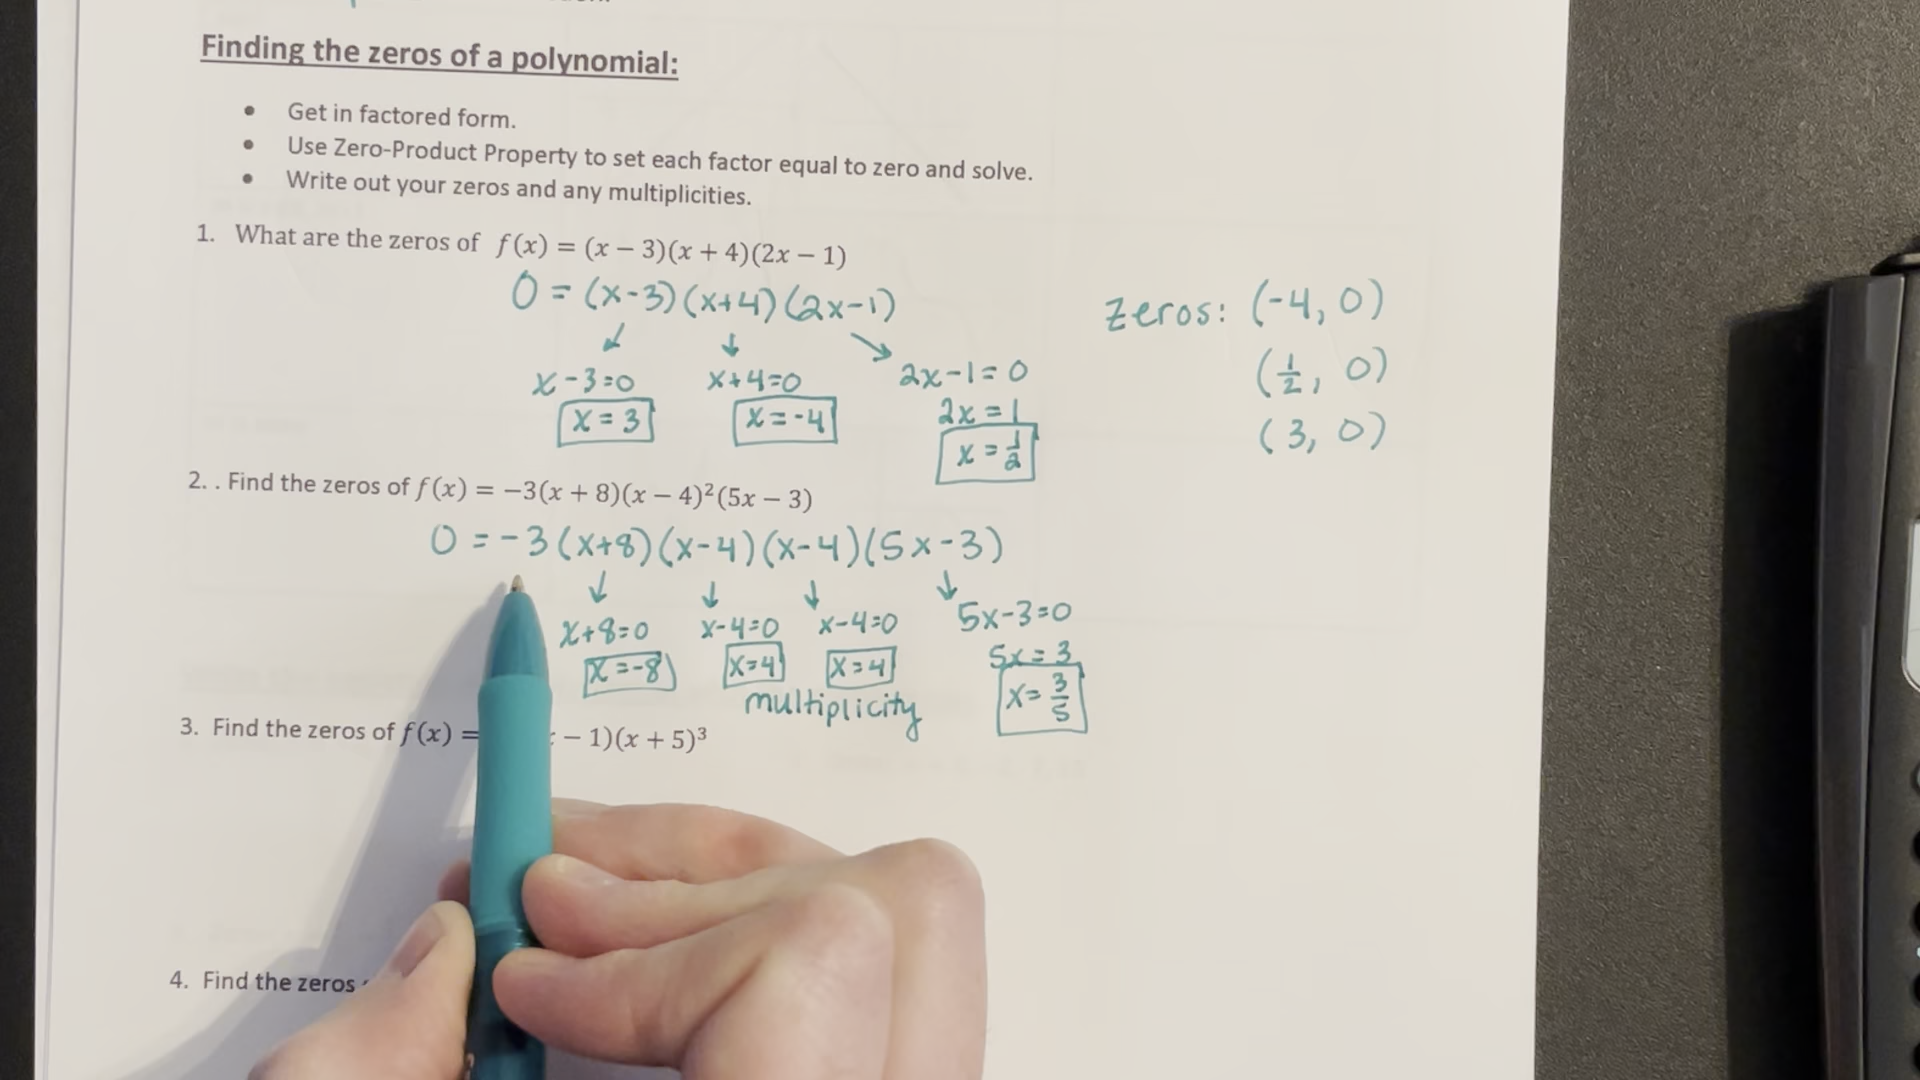 Finding the zeros of a polynomial:
• Get in factored form.
• Use Zero-Product Property to set each factor equal to zero and solve.
• Write out your zeros and any multiplicities.
1. What are the zeros of f(x) = (x − 3)(x + 4)(2x − 1)
0 = (x-3)(x+4)(2x-1)
zeros: (-4, 0)
(1/2, 0)
(3, 0)
x-3=0 x+4=0 2x-1=0
x=3 x=-4 2x=1
x=1/2
2. . Find the zeros of f(x) = −3(x + 8)(x − 4)²(5x − 3)
0 = -3(x+8)(x-4)(x-4)(5x-3)
x+8=0 x-4=0 x-4=0 5x-3=0
x=-8 x=4 x=4 5x=3
multiplicity x=3/5
3. Find the zeros of f(x) = − 1)(x + 5)³
4. Find the zeros